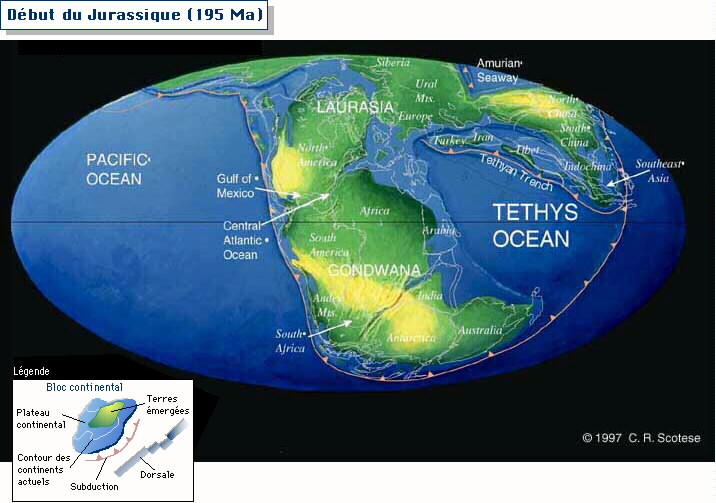 Début du Jurassique (195 Ma)
Siberia
Amurian
Seaway
Ural
Mts.
LAURASIA
Europe
North
China
South
China
North
America
Turkey
Iran
Tibet
Indochina
Tethyan Trench
Southeast
Asia
PACIFIC
OCEAN
Gulf of
Mexico
Central
Atlantic
Ocean
Africa
TETHYS
OCEAN
Arabia
South
America
GONDWANA
Andes
Mts.
India
South
Africa
Antarctica
Australia
© 1997 C. R. Scotese
Légende
Bloc continental
Terres
émergées
Plateau
continental
Contour des
continents
actuels
Subduction
Dorsale